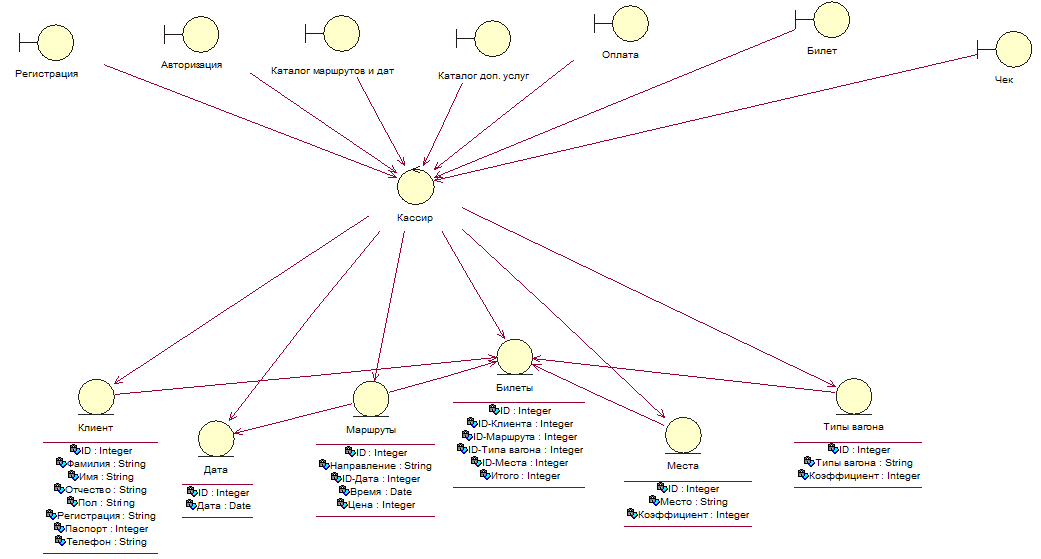 Регистрация
Авторизация
Каталог маршрутов и дат
Каталог доп. услуг
Оплата
Билет
Чек
Кассир
Клиент
ID : Integer
Фамилия : String
Имя : String
Отчество : String
Пол : String
Регистрация : String
Паспорт : Integer
Телефон : String
Дата
ID : Integer
Дата : Date
Маршруты
ID : Integer
Направление : String
ID-Дата : Integer
Время : Date
Цена : Integer
Билеты
ID : Integer
ID-Клиента : Integer
ID-Маршрута : Integer
ID-Типа вагона : Integer
ID-Места : Integer
Итого : Integer
Места
ID : Integer
Место : String
Коэффициент : Integer
Типы вагона
ID : Integer
Типы вагона : String
Коэффициент : Integer